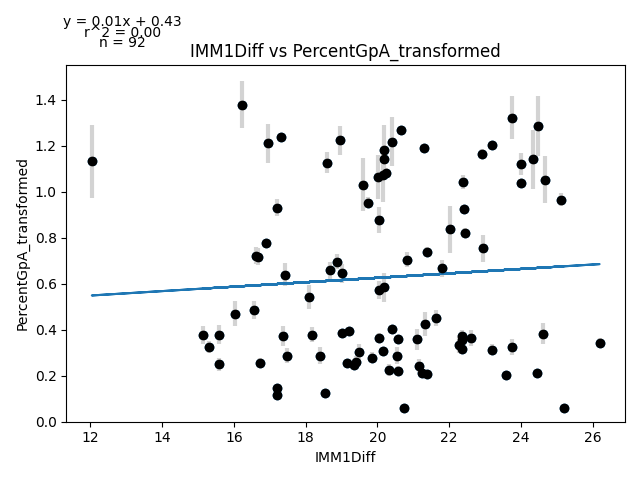 y = 0.01x + 0.43
r^2 = 0.00
n = 92
IMM1Diff vs PercentGpA_transformed
PercentGpA_transformed
1.4
1.2
1.0
0.8
0.6
0.4
0.2
0.0
12 14 16 18 20 22 24 26
IMM1Diff